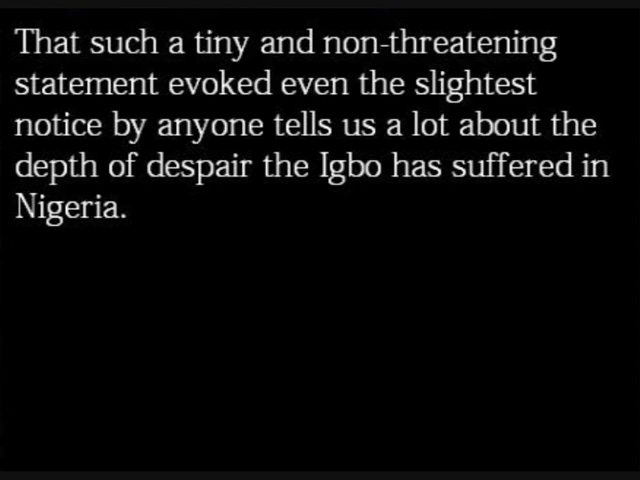 That such a tiny and non-threatening
statement evoked even the slightest
notice by anyone tells us a lot about the
depth of despair the Igbo has suffered in
Nigeria.